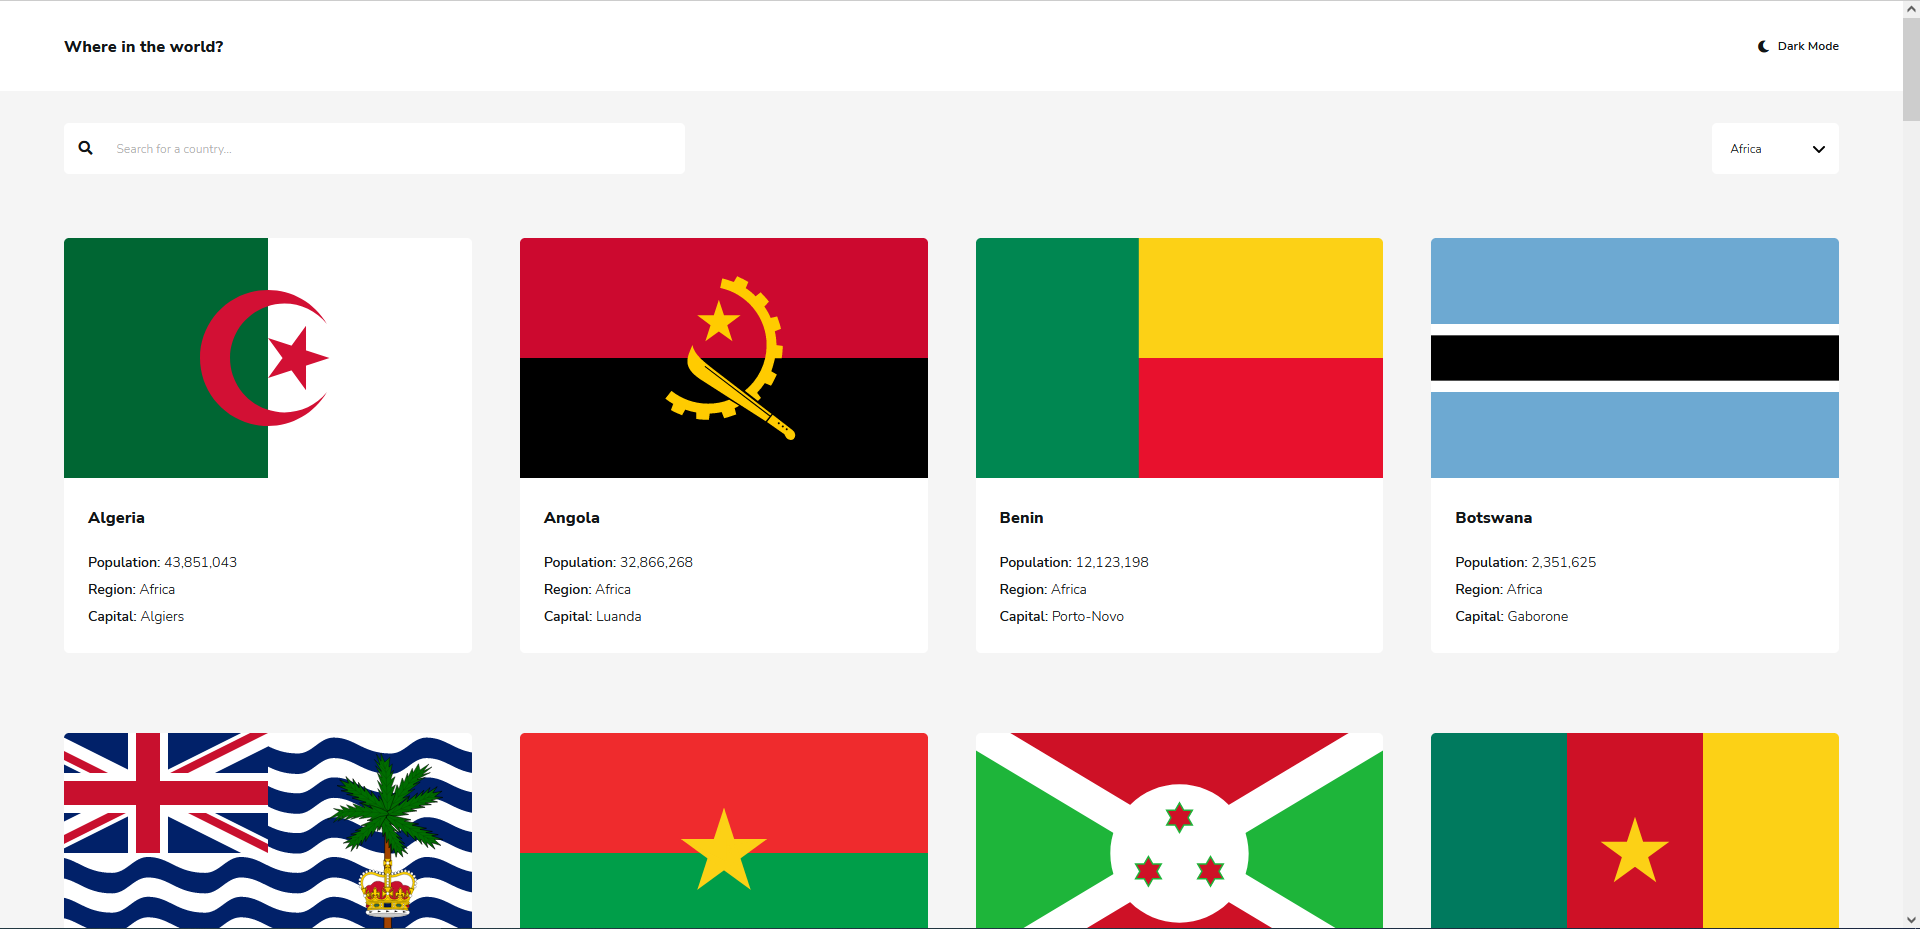 Where in the world?
Dark Mode
Search for a country...
Africa
Algeria
Population: 43,851,043
Region: Africa
Capital: Algiers
Angola
Population: 32,866,268
Region: Africa
Capital: Luanda
Benin
Population: 12,123,198
Region: Africa
Capital: Porto-Novo
Botswana
Population: 2,351,625
Region: Africa
Capital: Gaborone